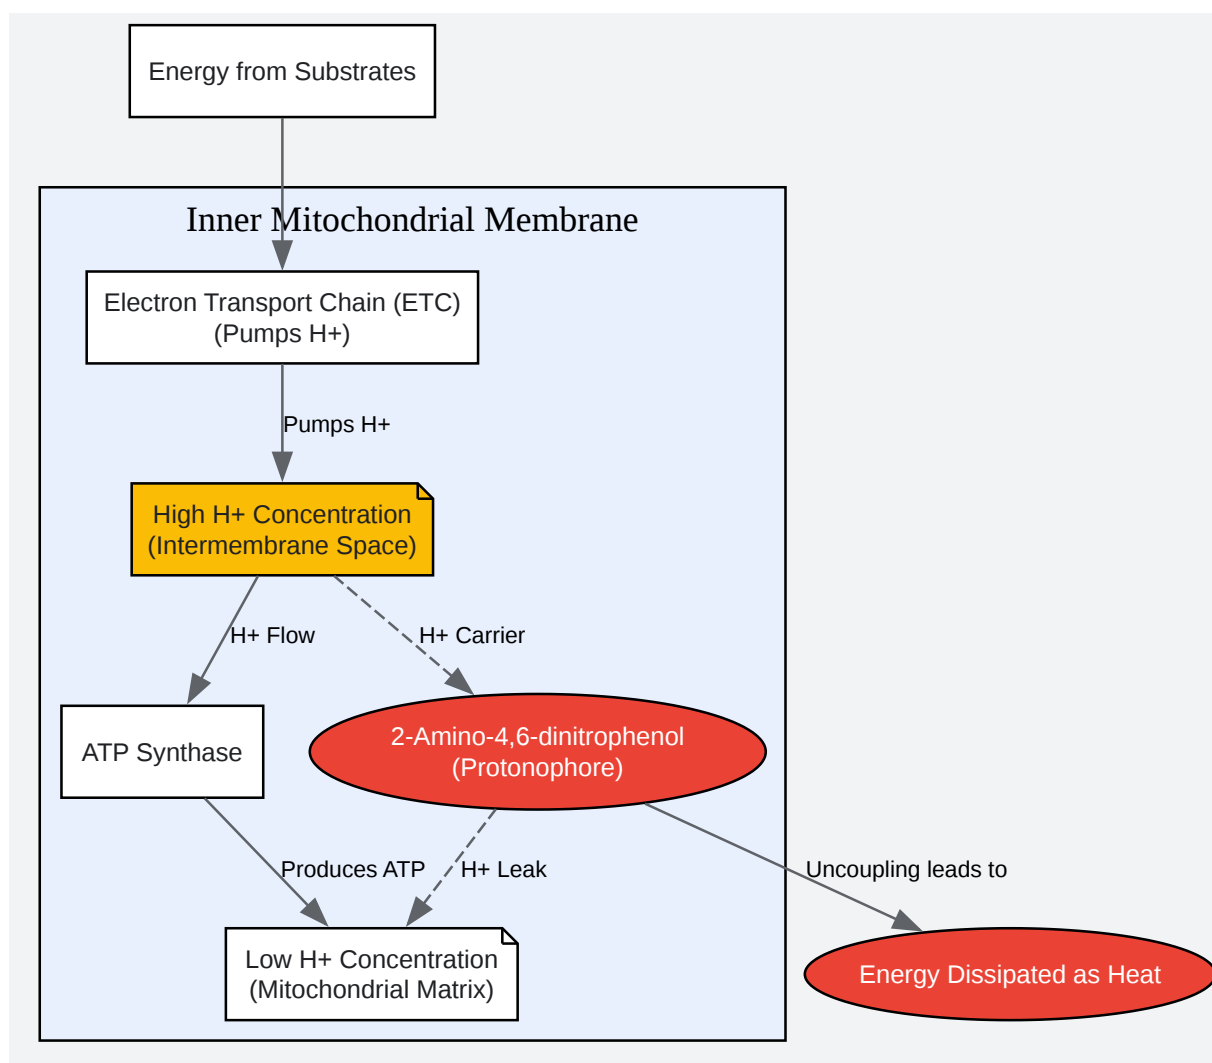 Energy from Substrates
Inner Mitochondrial Membrane
Electron Transport Chain (ETC)
(Pumps H+)
Pumps H+
High H+ Concentration
(Intermembrane Space)
H+ Flow
H+ Carrier
ATP Synthase
2-Amino-4,6-dinitrophenol
(Protonophore)
Produces ATP
H+ Leak
Uncoupling leads to
Low H+ Concentration
(Mitochondrial Matrix)
Energy Dissipated as Heat